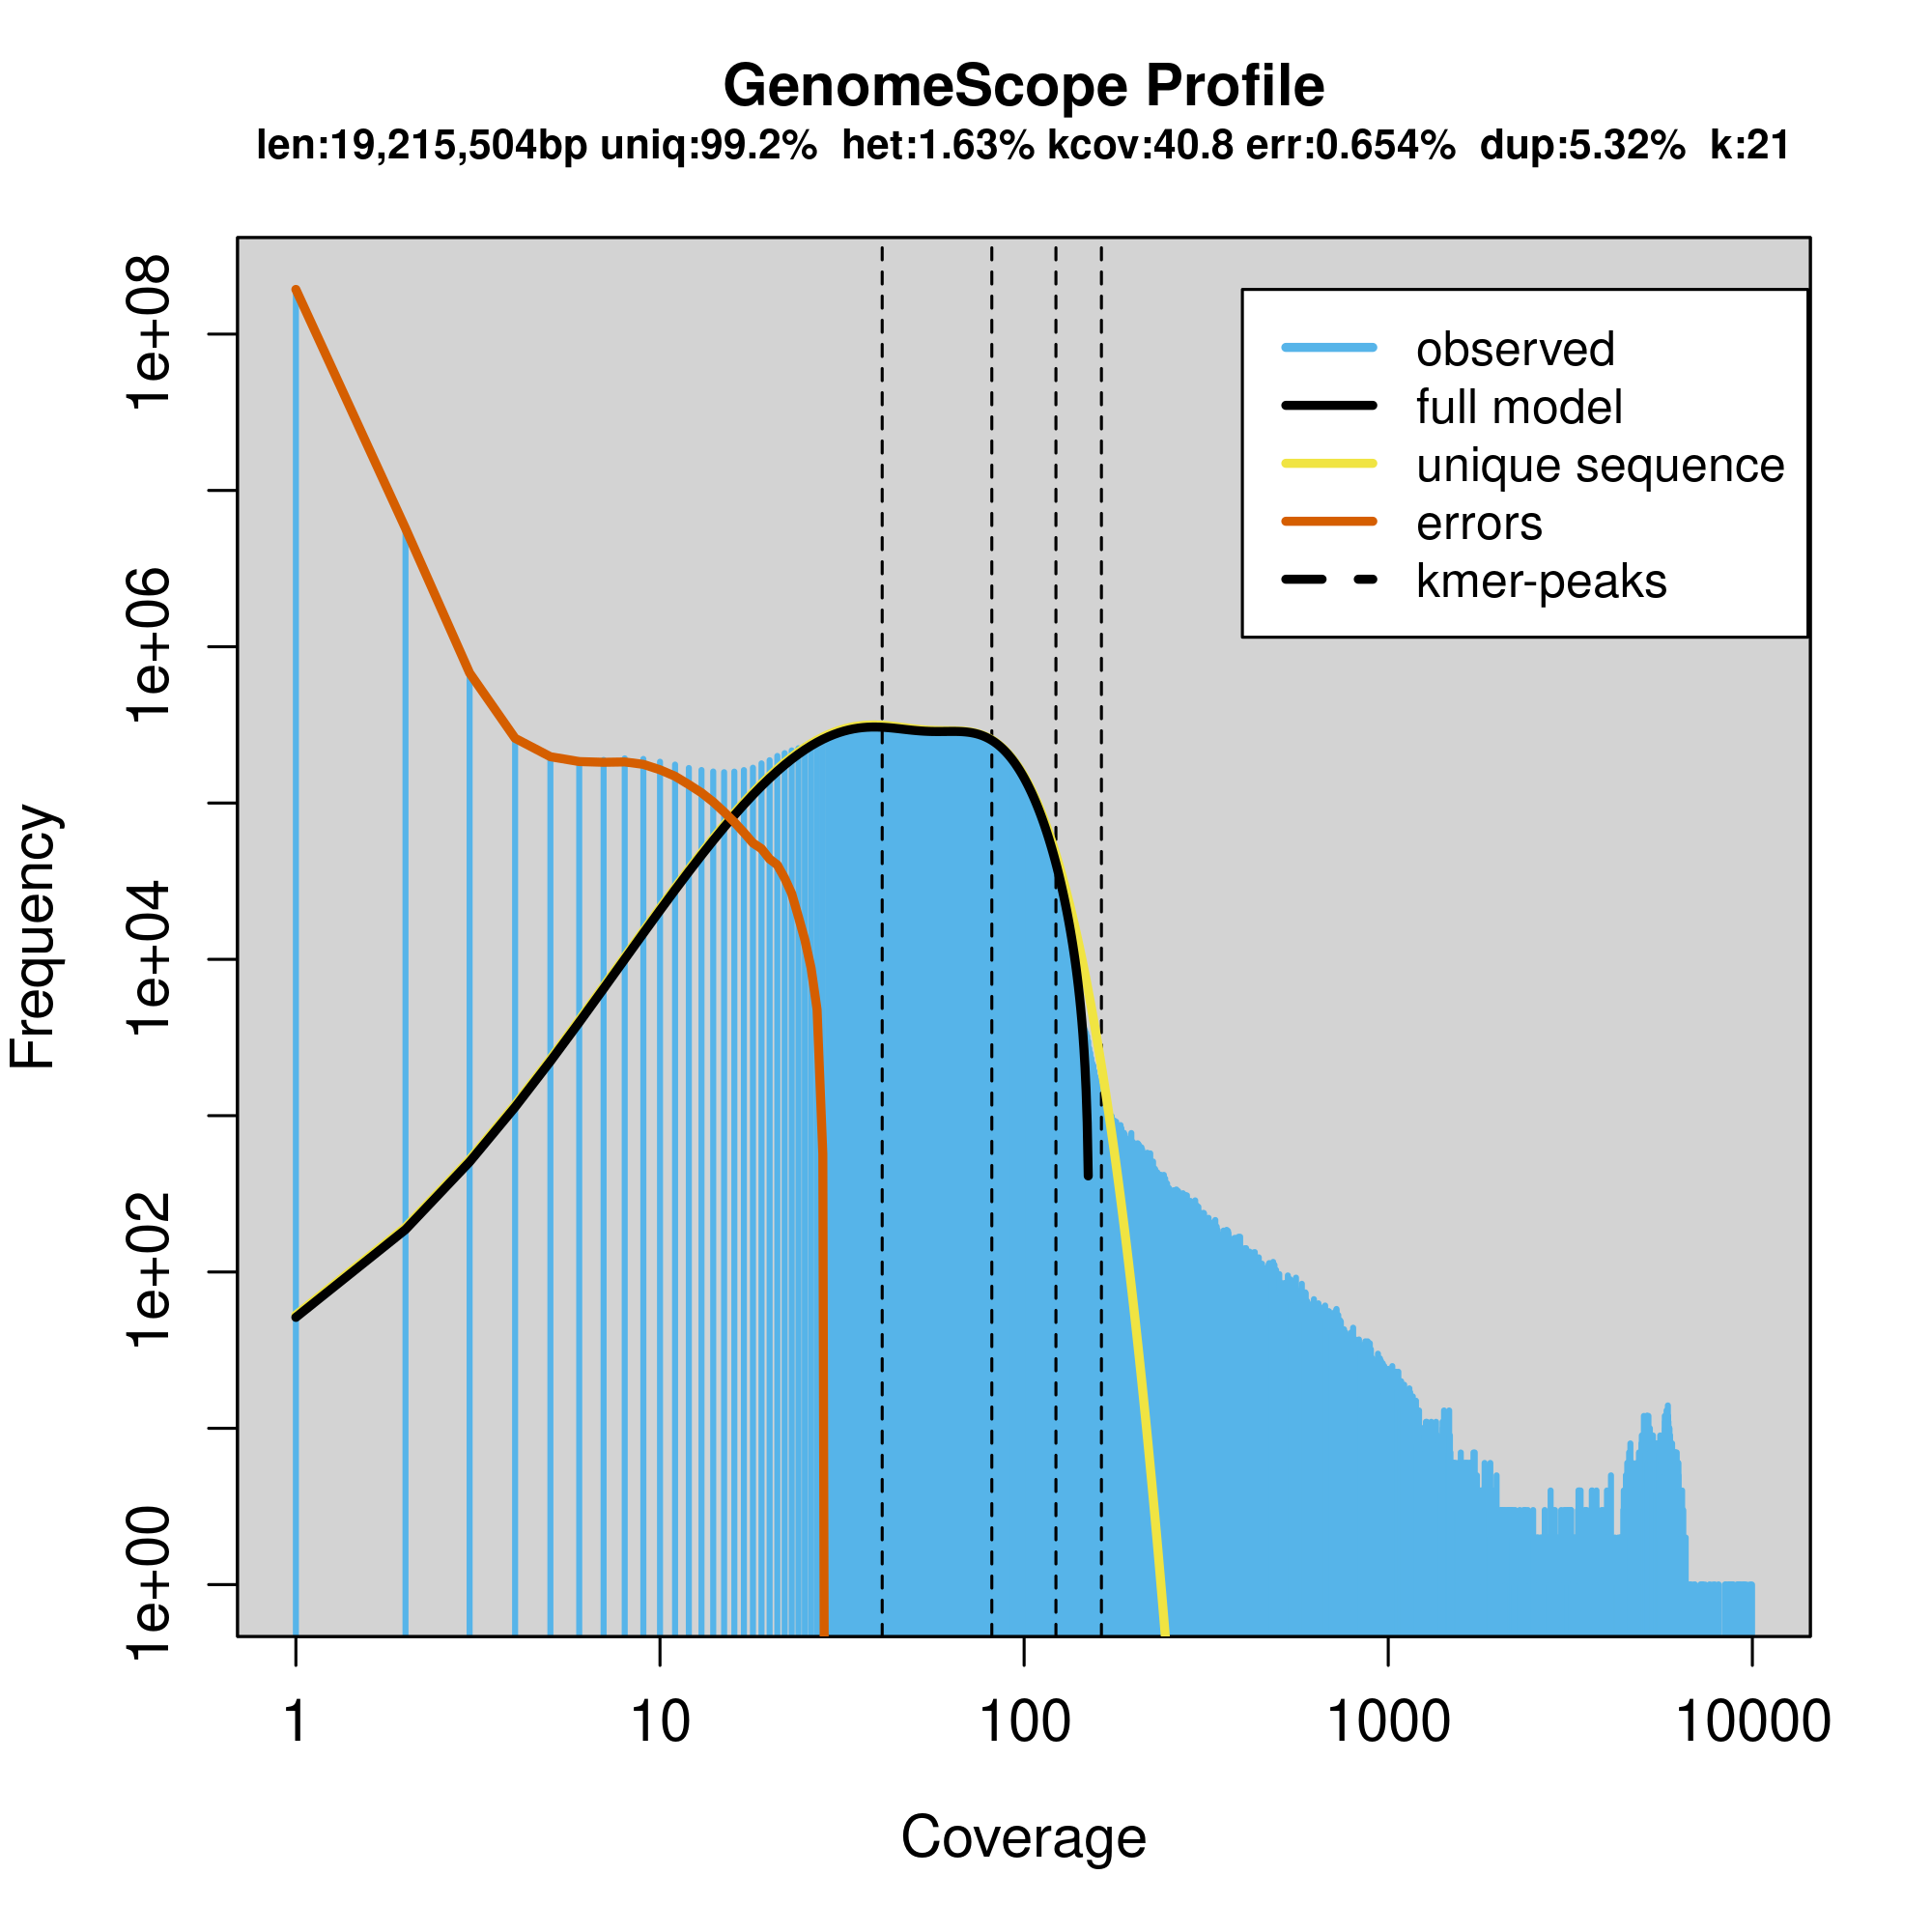 GenomeScope Profile
len:19,215,504bp uniq:99.2% het:1.63% kcov:40.8 err:0.654% dup:5.32% k:21
Frequency
1e+08
1e+06
1e+04
1e+02
1e+00
observed
full model
unique sequence
errors
kmer-peaks
1 10 100 1000 10000
Coverage